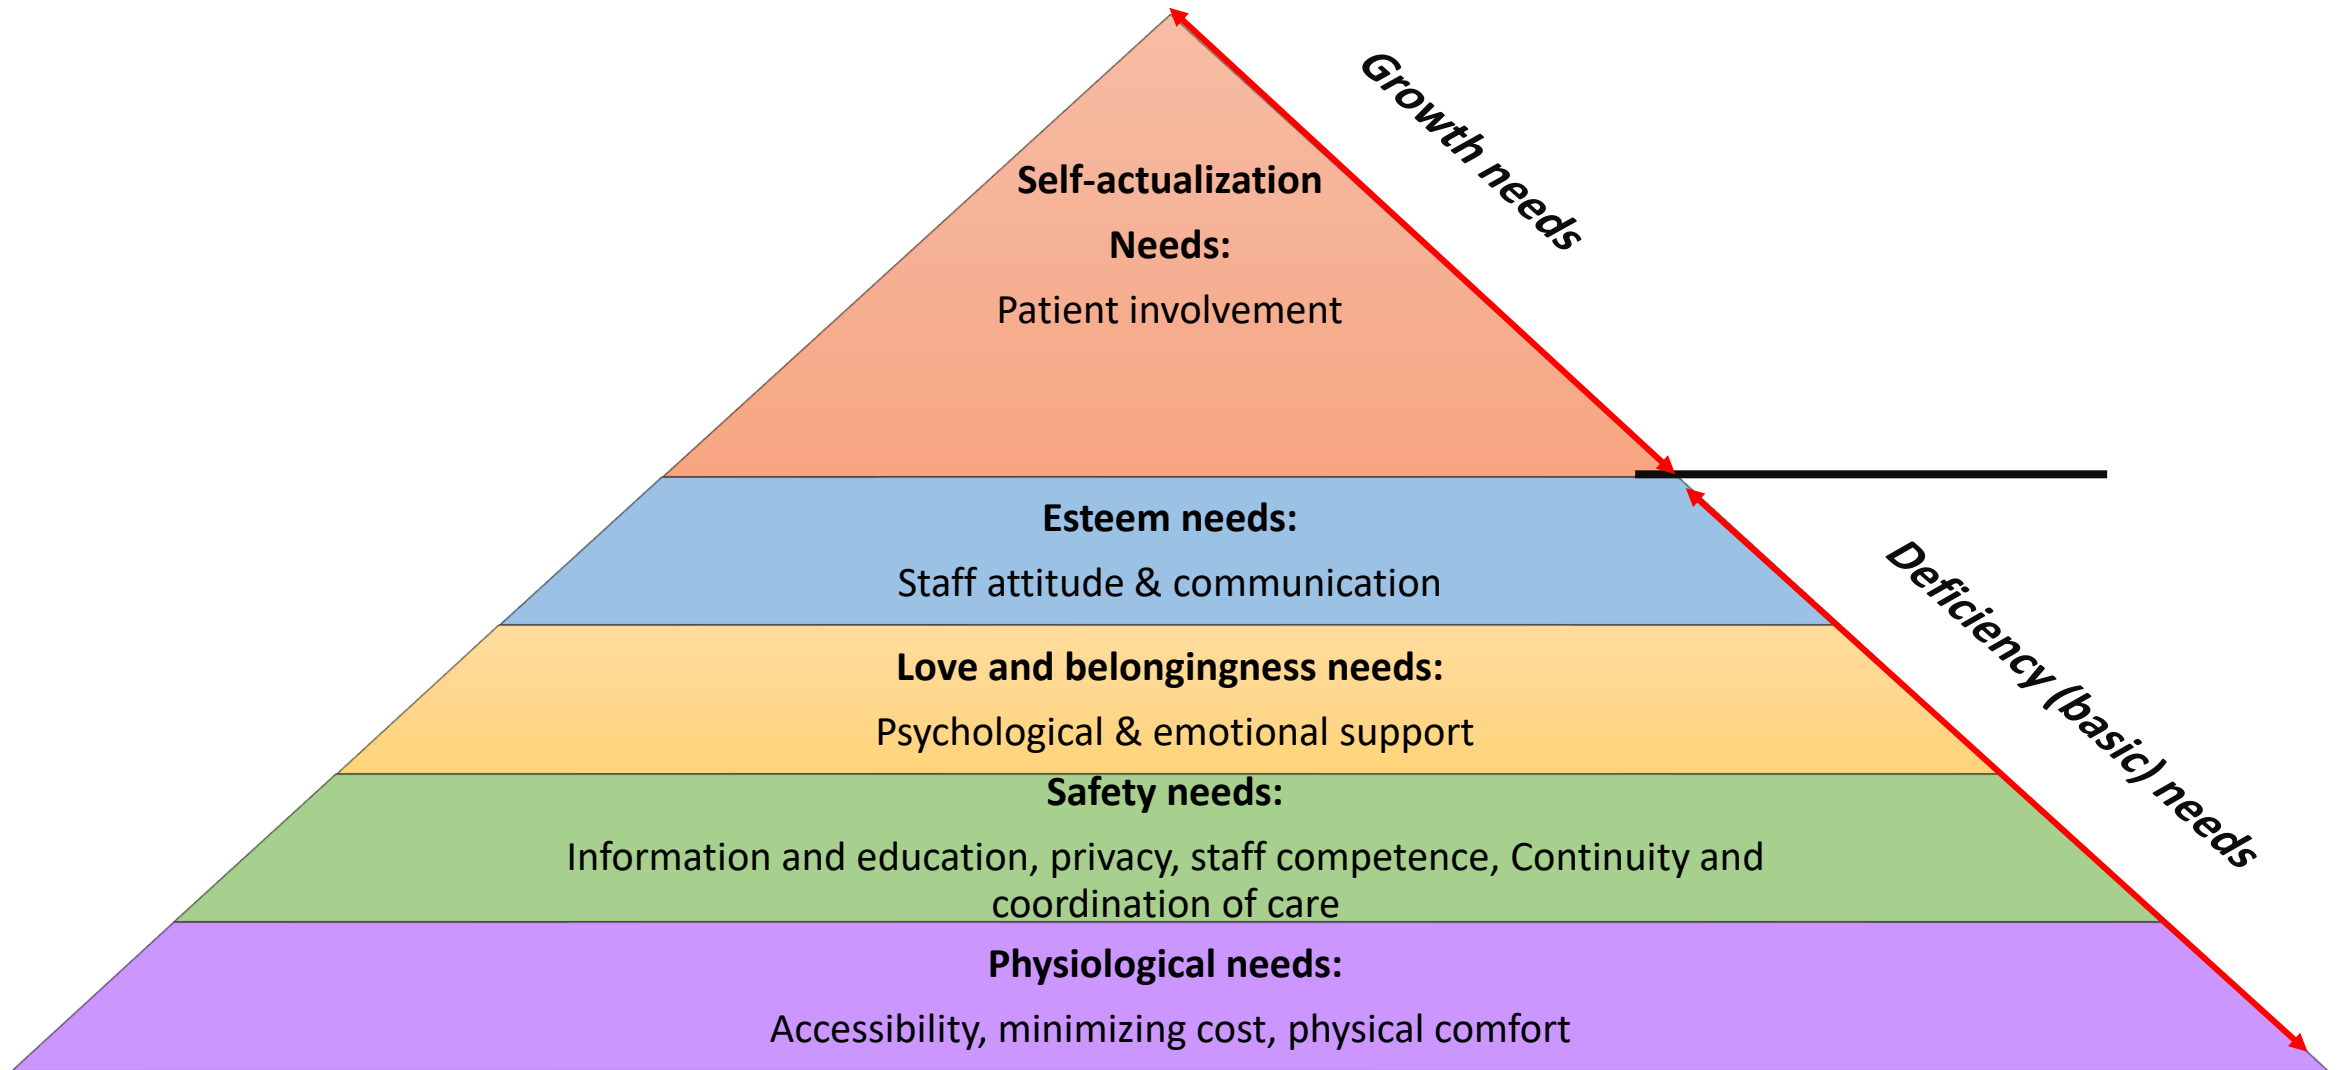 Growth needs
Self-actualization
Needs:
Patient involvement
Esteem needs:
Staff attitude & communication
Deficiency (basic) needs
Love and belongingness needs:
Psychological & emotional support
Safety needs:
Information and education, privacy, staff competence, Continuity and
coordination of care
Physiological needs:
Accessibility, minimizing cost, physical comfort